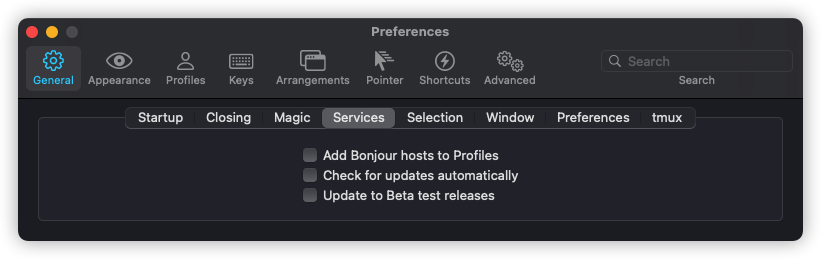 Preferences
General Appearance Profiles Keys Arrangements Pointer Shortcuts Advanced
Search
Search
Startup Closing Magic Services Selection Window Preferences tmux
Add Bonjour hosts to Profiles
Check for updates automatically
Update to Beta test releases